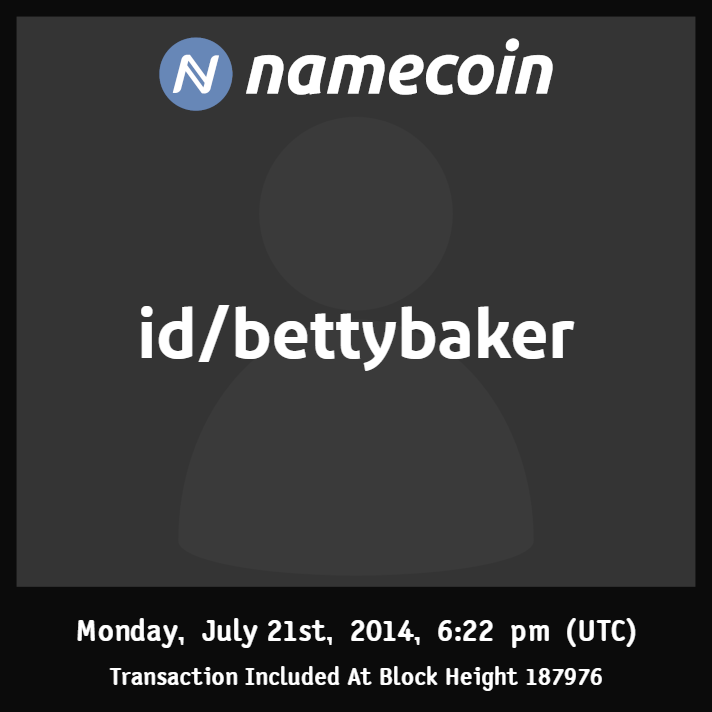 namecoin
id/bettybaker
Monday, July 21st, 2014, 6:22 pm (UTC)
Transaction Included At Block Height 187976